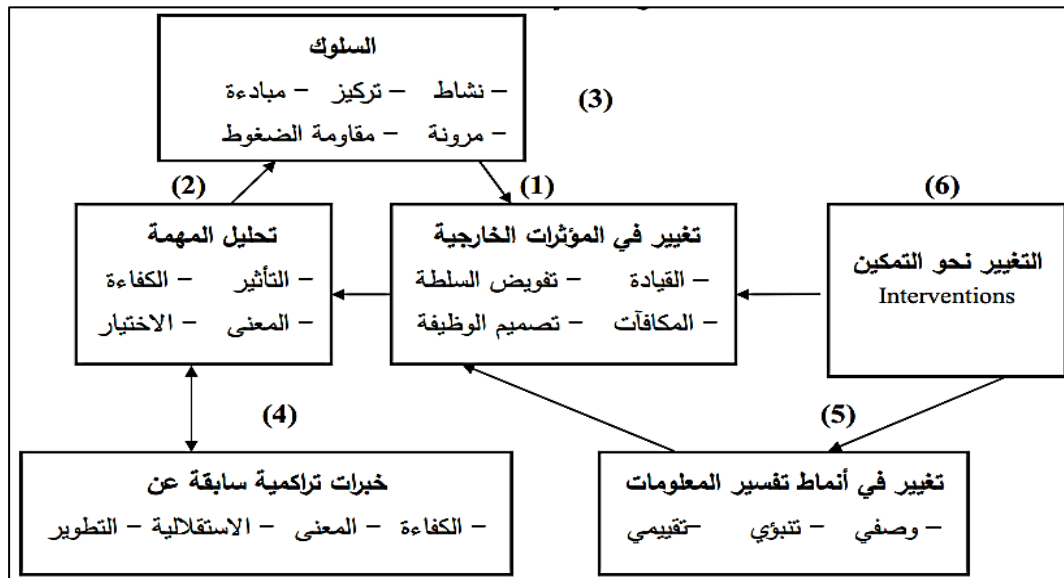 السلوك
– نشاط – تركيز – مبادءة
– مرونة – مقاومة الضغوط
(3)
(2)
(1)
(6)
تحليل المهمة
– التأثير – الكفاءة
– المعنى – الاختيار
تغيير في المؤثرات الخارجية
– القيادة – تفويض السلطة
– المكافآت – تصميم الوظيفة
التغيير نحو التمكين
Interventions
(4)
(5)
خبرات تراكمية سابقة عن
– الكفاءة – المعنى – الاستقلالية – التطوير
تغيير في أنماط تفسير المعلومات
– وصفي – تنبؤي –تقييمي